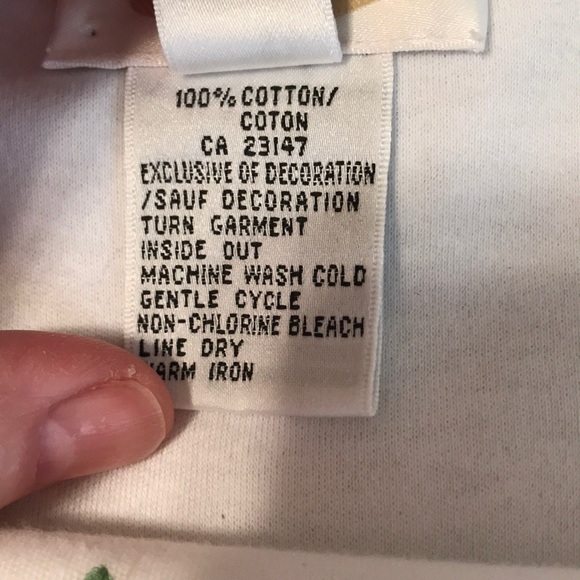 100% COTTON/
COTON
CA 23147
EXCLUSIVE OF DECORATION
/SAUF DECORATION
TURN GARMENT
INSIDE OUT
MACHINE WASH COLD
GENTLE CYCLE
NON-CHLORINE BLEACH
LINE DRY
WARM IRON